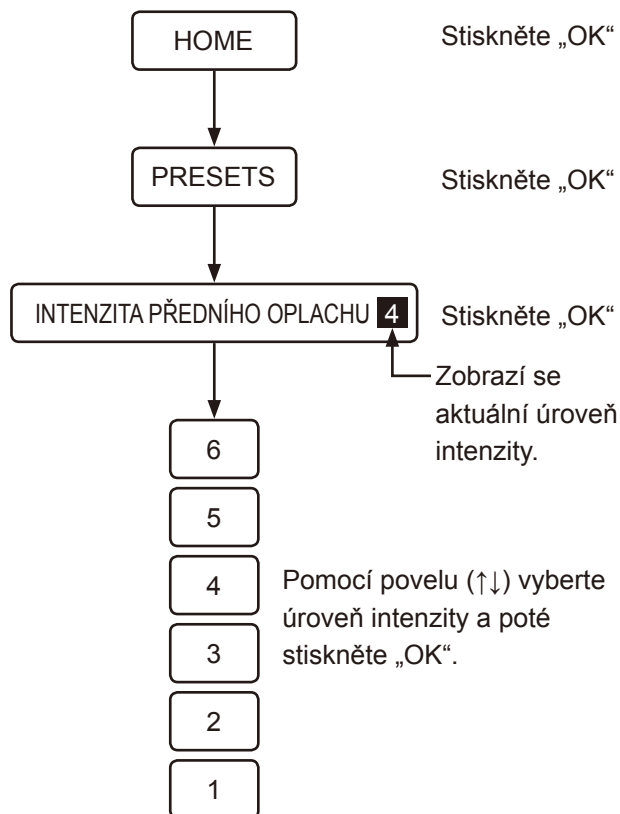 HOME
Stiskněte „OK“
PRESETS
Stiskněte „OK“
INTENZITA PŘEDNÍHO OPLACHU 4
Stiskněte „OK“
Zobrazí se
aktuální úroveň
intenzity.
6
5
4
3
2
1
Pomocí povelu (↑↓) vyberte
úroveň intenzity a poté
stiskněte „OK“.